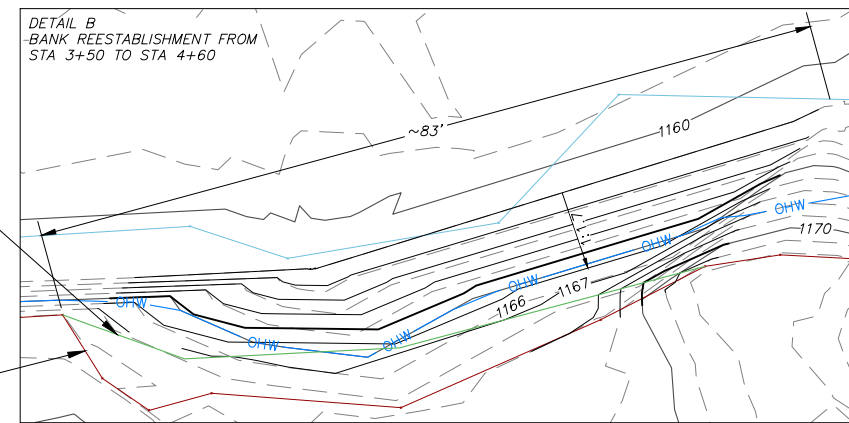 DETAIL B
BANK REESTABLISHMENT FROM
STA 3+50 TO STA 4+60
~83'
1160
OHW
1170
OHW
OHW
1167
1166
OHW
OHW
OHW